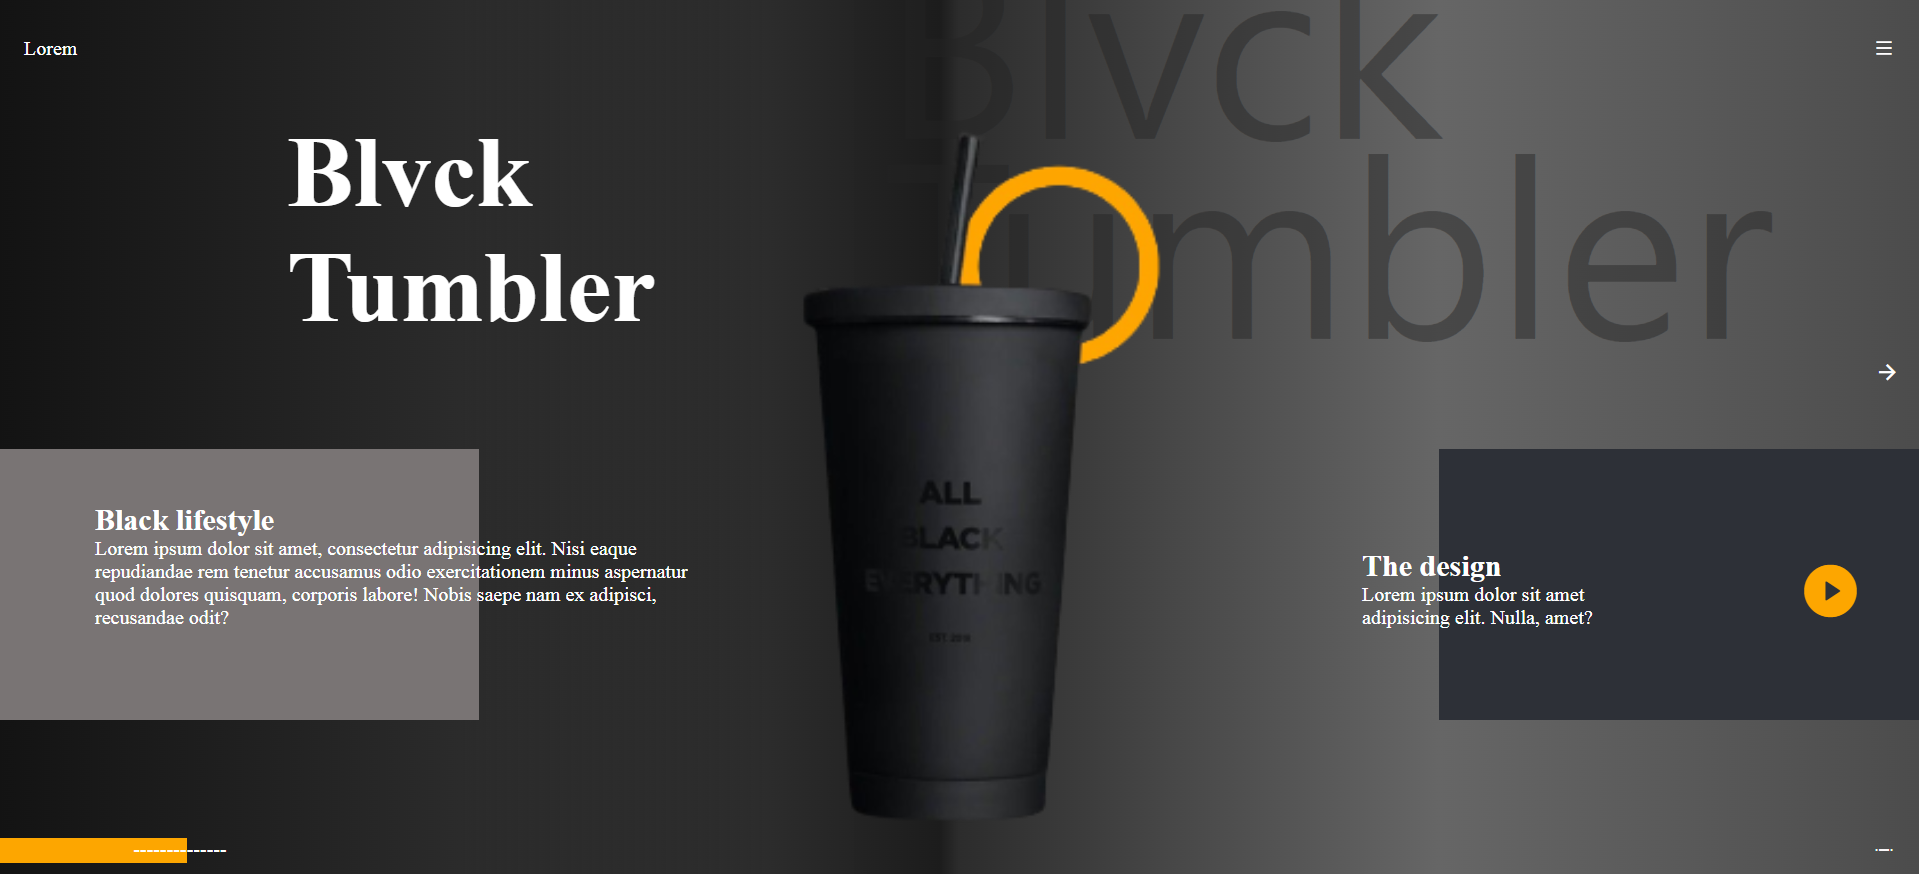 Blvck
Tumbler
Lorem
Blvck
Tumbler
ALL
BLACK
EVERYTHING
EST. 2018
Black lifestyle
Lorem ipsum dolor sit amet, consectetur adipisicing elit. Nisi eaque
repudiandae rem tenetur accusamus odio exercitationem minus aspernatur
quod dolores quisquam, corporis labore! Nobis saepe nam ex adipisci,
recusandae odit?
The design
Lorem ipsum dolor sit amet
adipisicing elit. Nulla, amet?
--------------